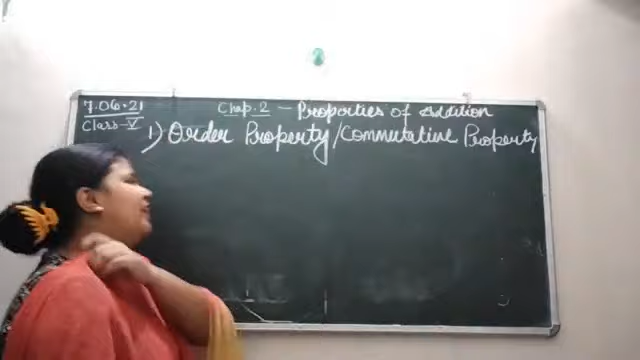 7.06.21
Class-V
Chap. 2 - Properties of Addition
1) Order Property/Commutative Property